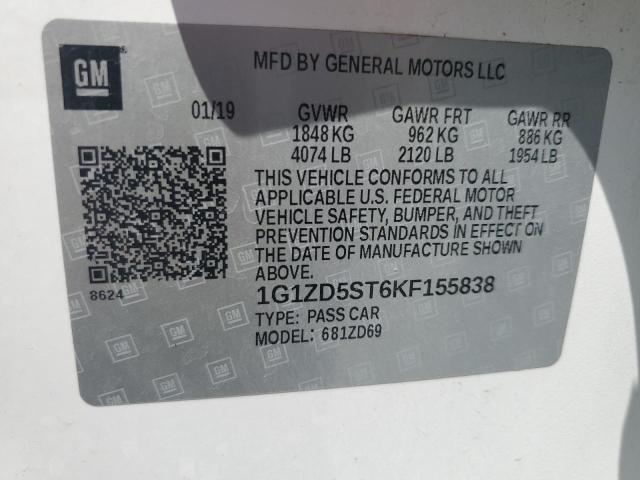 GM
MFD BY GENERAL MOTORS LLC
01/19 GVWR GAWR FRT GAWR RR
1848 KG 962 KG 886 KG
4074 LB 2120 LB 1954 LB
THIS VEHICLE CONFORMS TO ALL
APPLICABLE U.S. FEDERAL MOTOR
VEHICLE SAFETY, BUMPER, AND THEFT
PREVENTION STANDARDS IN EFFECT ON
THE DATE OF MANUFACTURE SHOWN
ABOVE.
8624
1G1ZD5ST6KF155838
TYPE: PASS CAR
MODEL: 681ZD69